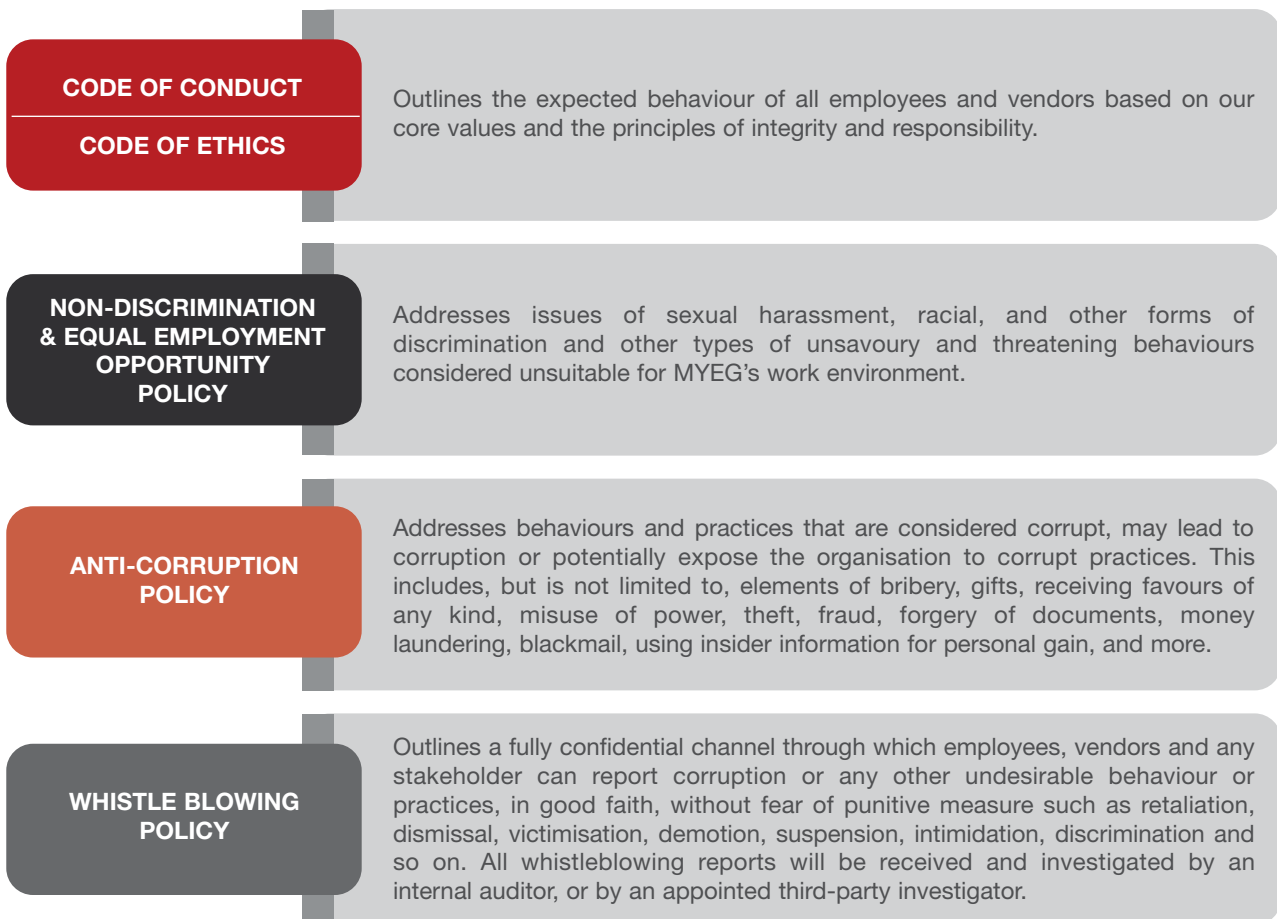 CODE OF CONDUCT
CODE OF ETHICS
Outlines the expected behaviour of all employees and vendors based on our
core values and the principles of integrity and responsibility.
NON-DISCRIMINATION
& EQUAL EMPLOYMENT
OPPORTUNITY
POLICY
Addresses issues of sexual harassment, racial, and other forms of
discrimination and other types of unsavoury and threatening behaviours
considered unsuitable for MYEG’s work environment.
ANTI-CORRUPTION
POLICY
Addresses behaviours and practices that are considered corrupt, may lead to
corruption or potentially expose the organisation to corrupt practices. This
includes, but is not limited to, elements of bribery, gifts, receiving favours of
any kind, misuse of power, theft, fraud, forgery of documents, money
laundering, blackmail, using insider information for personal gain, and more.
WHISTLE BLOWING
POLICY
Outlines a fully confidential channel through which employees, vendors and any
stakeholder can report corruption or any other undesirable behaviour or
practices, in good faith, without fear of punitive measure such as retaliation,
dismissal, victimisation, demotion, suspension, intimidation, discrimination and
so on. All whistleblowing reports will be received and investigated by an
internal auditor, or by an appointed third-party investigator.